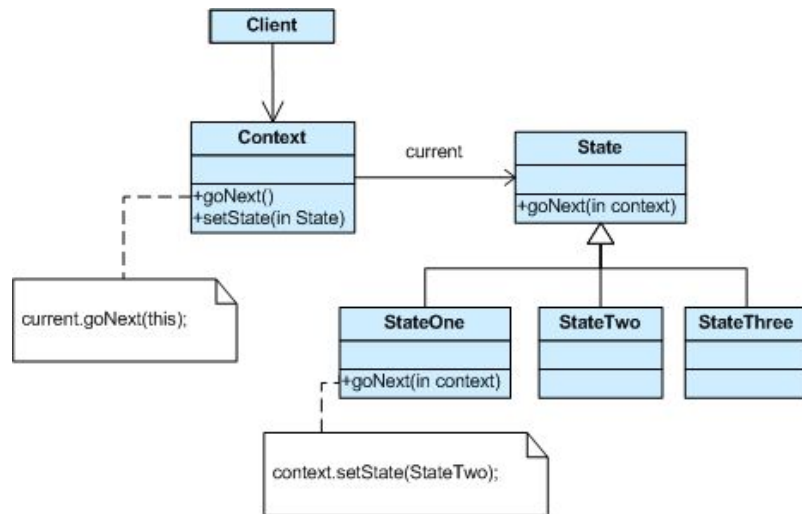 Client
Context
current
State
+goNext()
+setState(in State)
+goNext(in context)
current.goNext(this);
StateOne
StateTwo
StateThree
+goNext(in context)
context.setState(StateTwo);